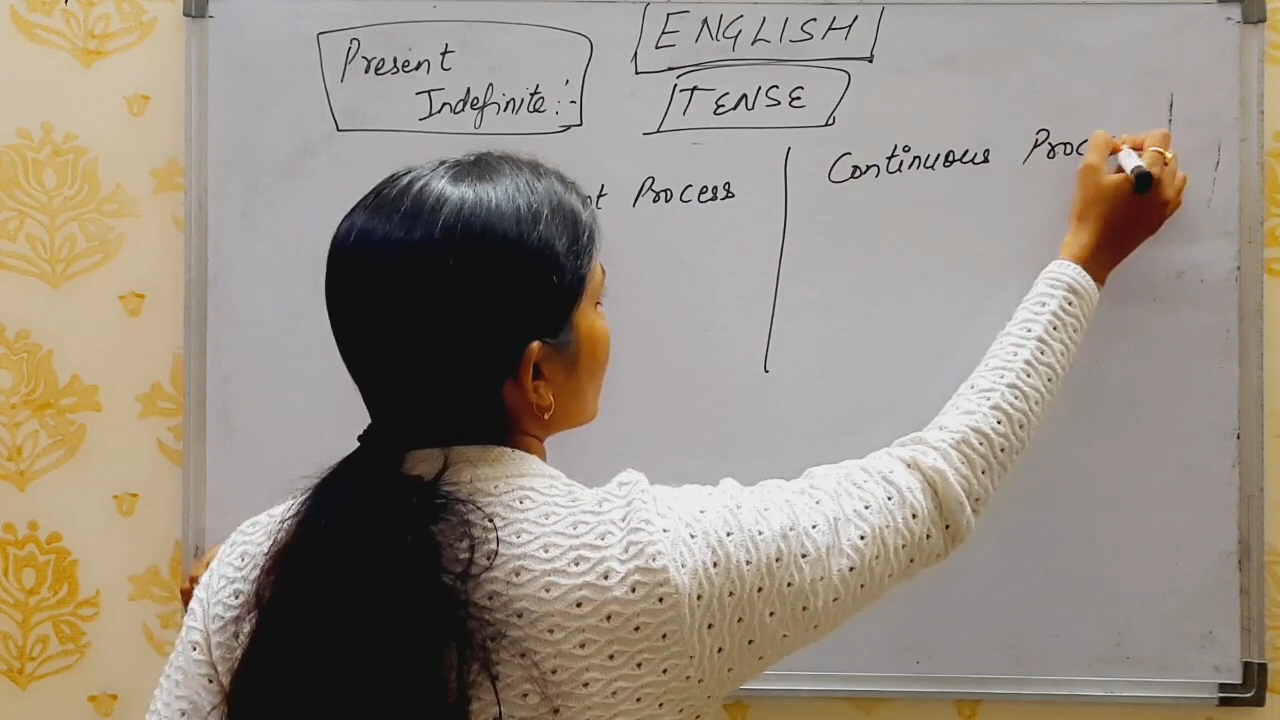 ENGLISH
TENSE
Present
Indefinite:-
Process
Continuous